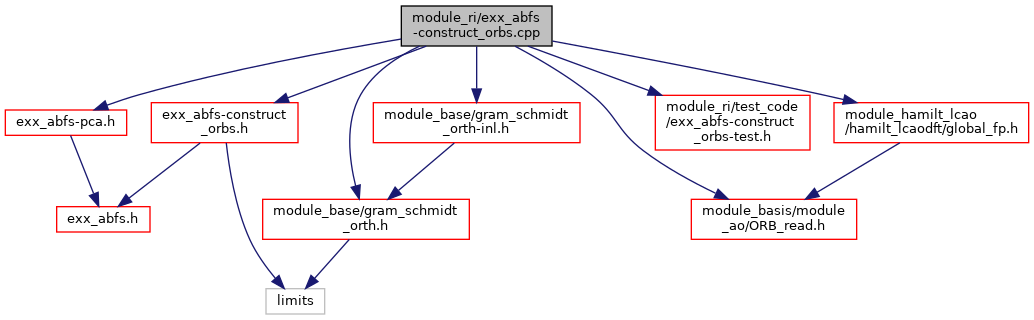 module_ri/exx_abfs
-construct_orbs.cpp
exx_abfs-pca.h
exx_abfs-construct
_orbs.h
module_base/gram_schmidt
_orth-inl.h
module_ri/test_code
/exx_abfs-construct
_orbs-test.h
module_hamilt_lcao
/hamilt_lcaodft/global_fp.h
exx_abfs.h
module_base/gram_schmidt
_orth.h
module_basis/module
_ao/ORB_read.h
limits